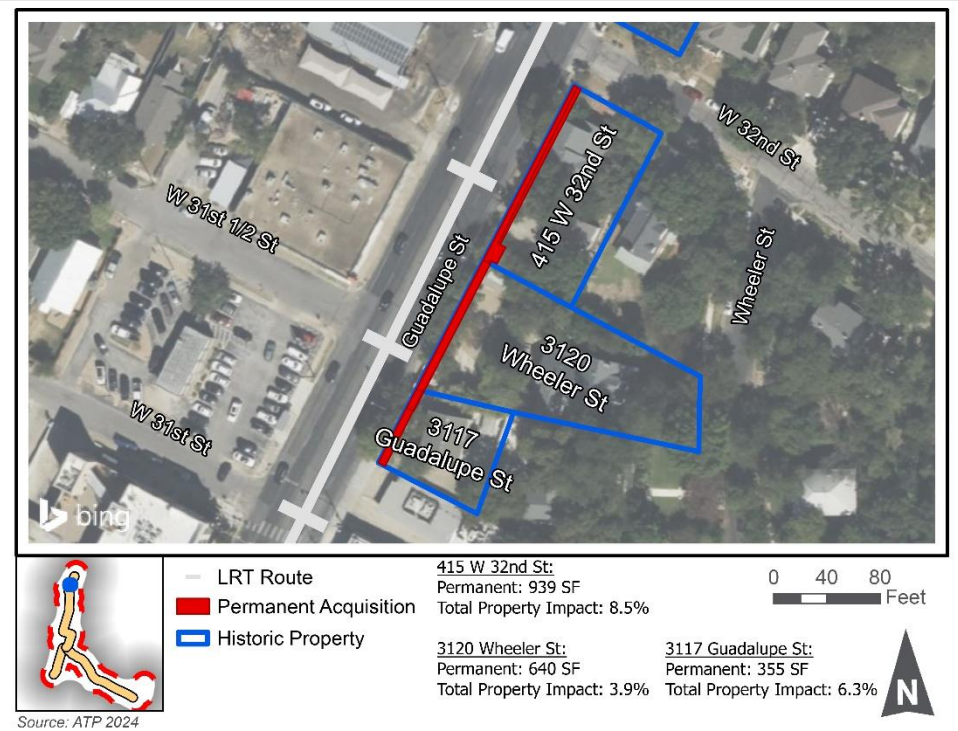 W 32nd St
415 W 32nd St
W 31st 1/2 St
Guadalupe St
Wheeler St
3120
Wheeler St
W 31st St
3117
Guadalupe St
bing
LRT Route
Permanent Acquisition
Historic Property
415 W 32nd St:
Permanent: 939 SF
Total Property Impact: 8.5%
3120 Wheeler St:
Permanent: 640 SF
Total Property Impact: 3.9%
3117 Guadalupe St:
Permanent: 355 SF
Total Property Impact: 6.3%
0 40 80
Feet
N
Source: ATP 2024